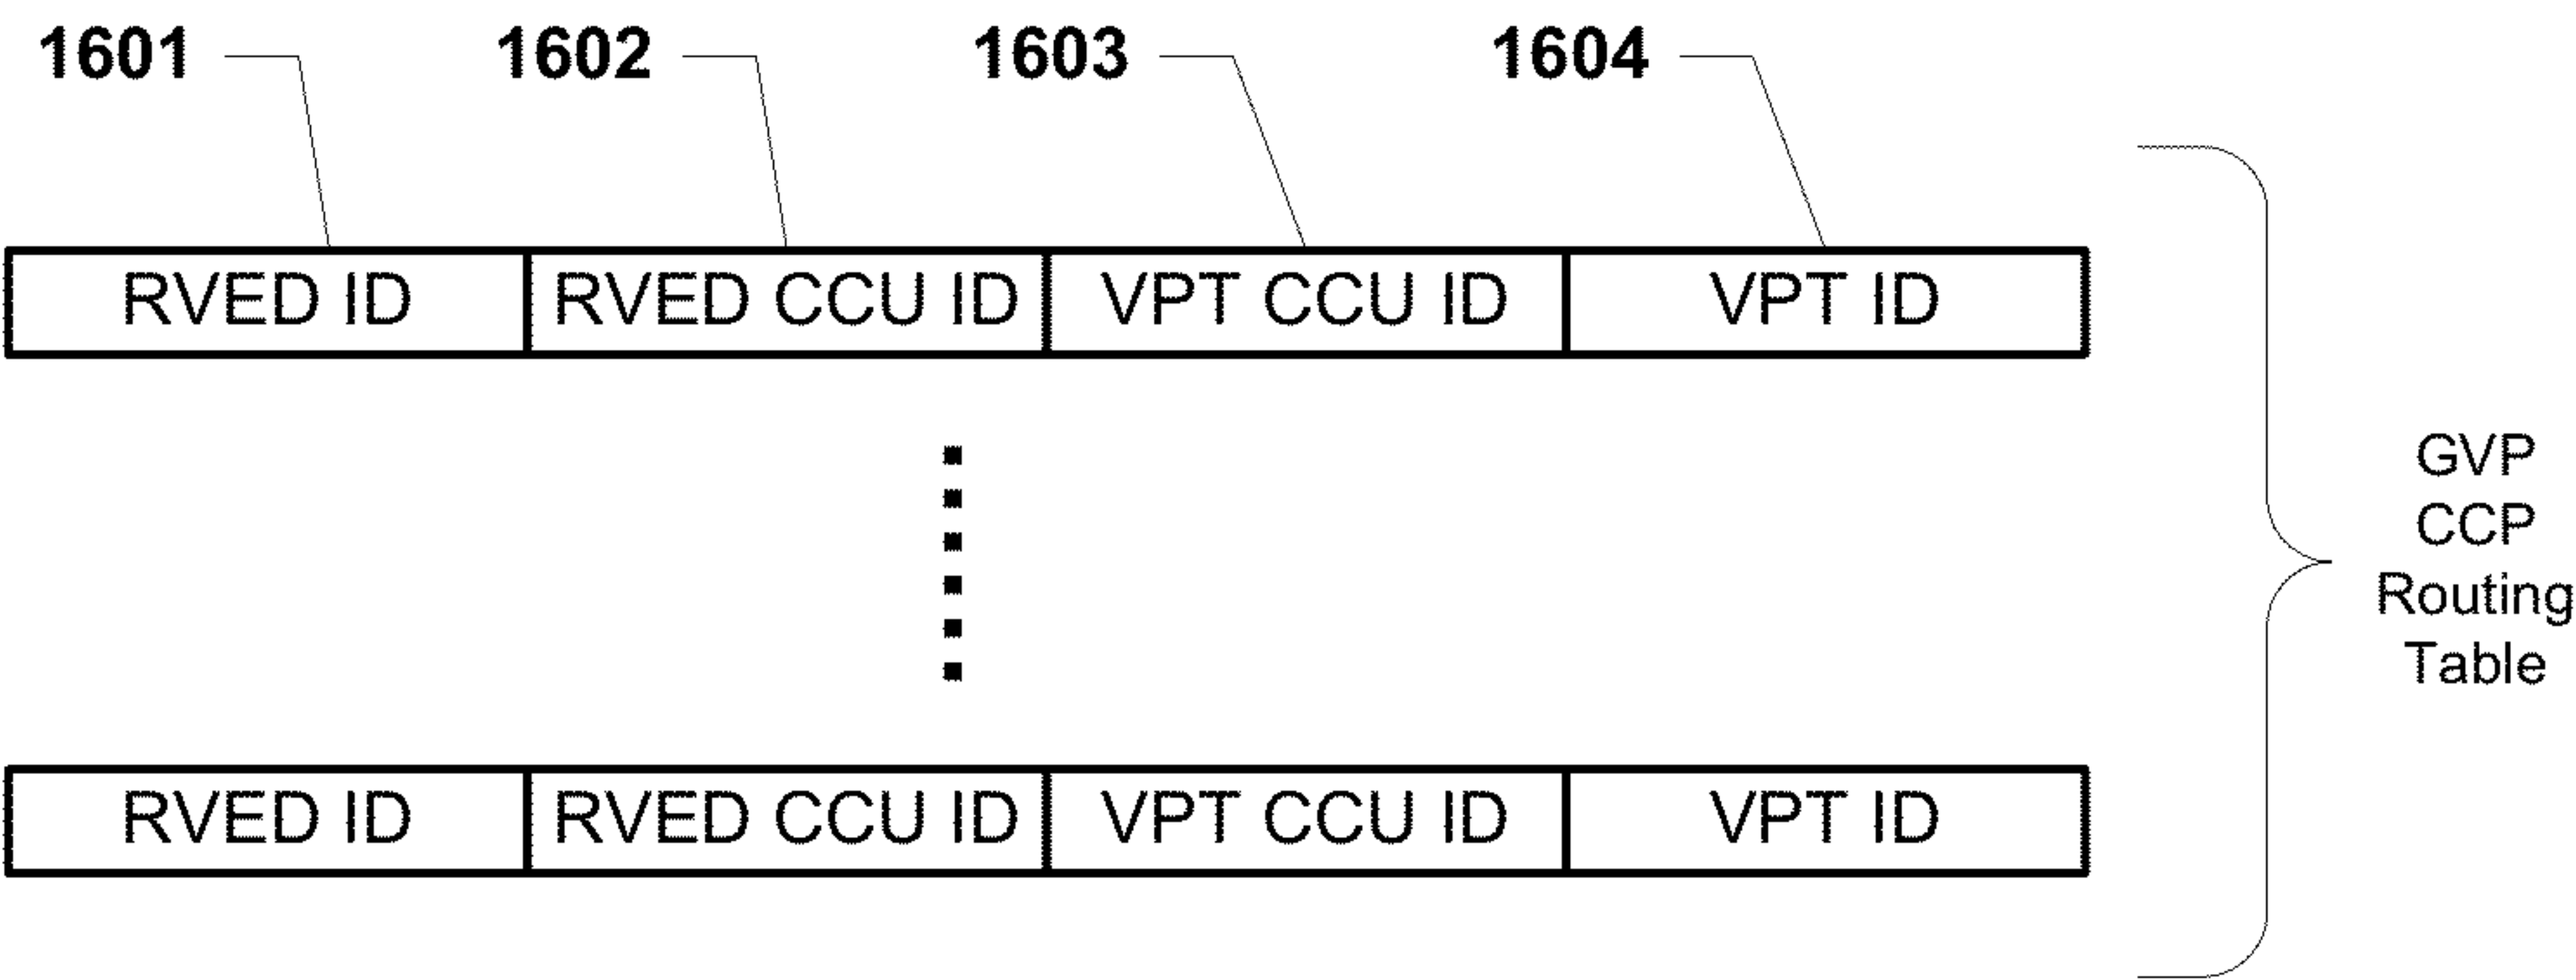 1601 1602 1603 1604
RVED ID RVED CCU ID VPT CCU ID VPT ID
GVP
CCP
Routing
Table
RVED ID RVED CCU ID VPT CCU ID VPT ID